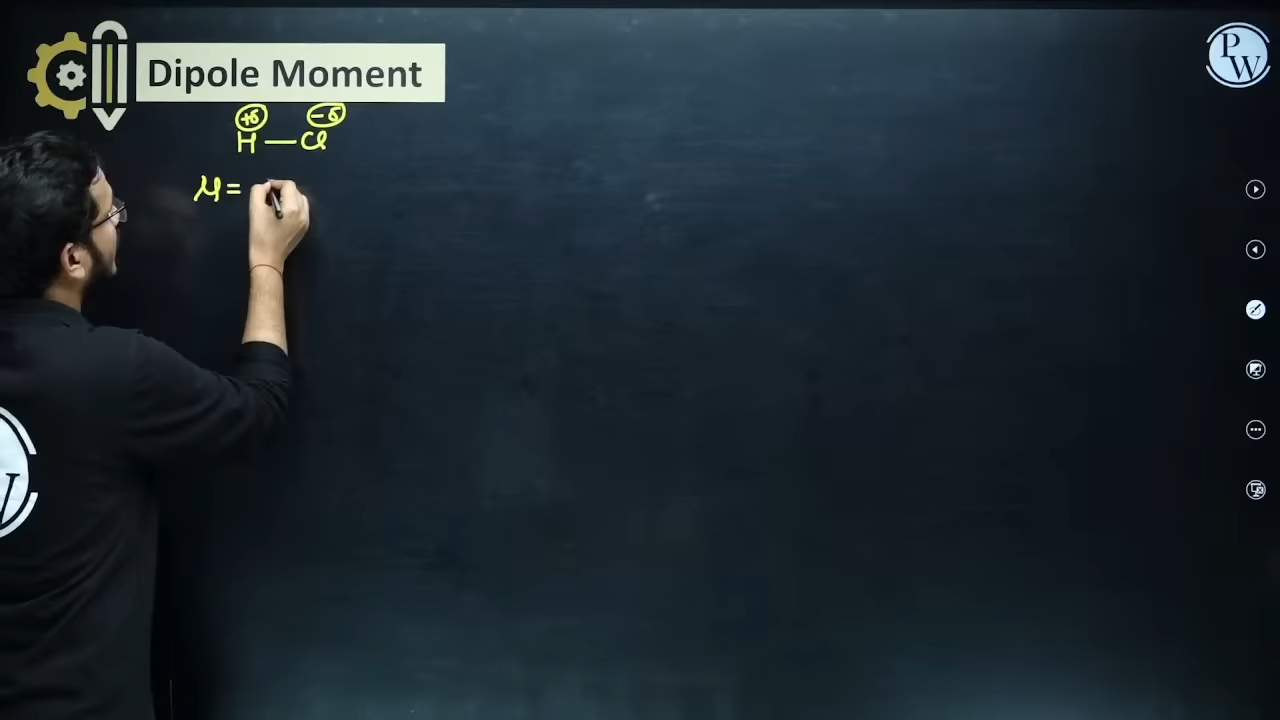 PW
Dipole Moment
+δ −δ
H — Cl
μ =